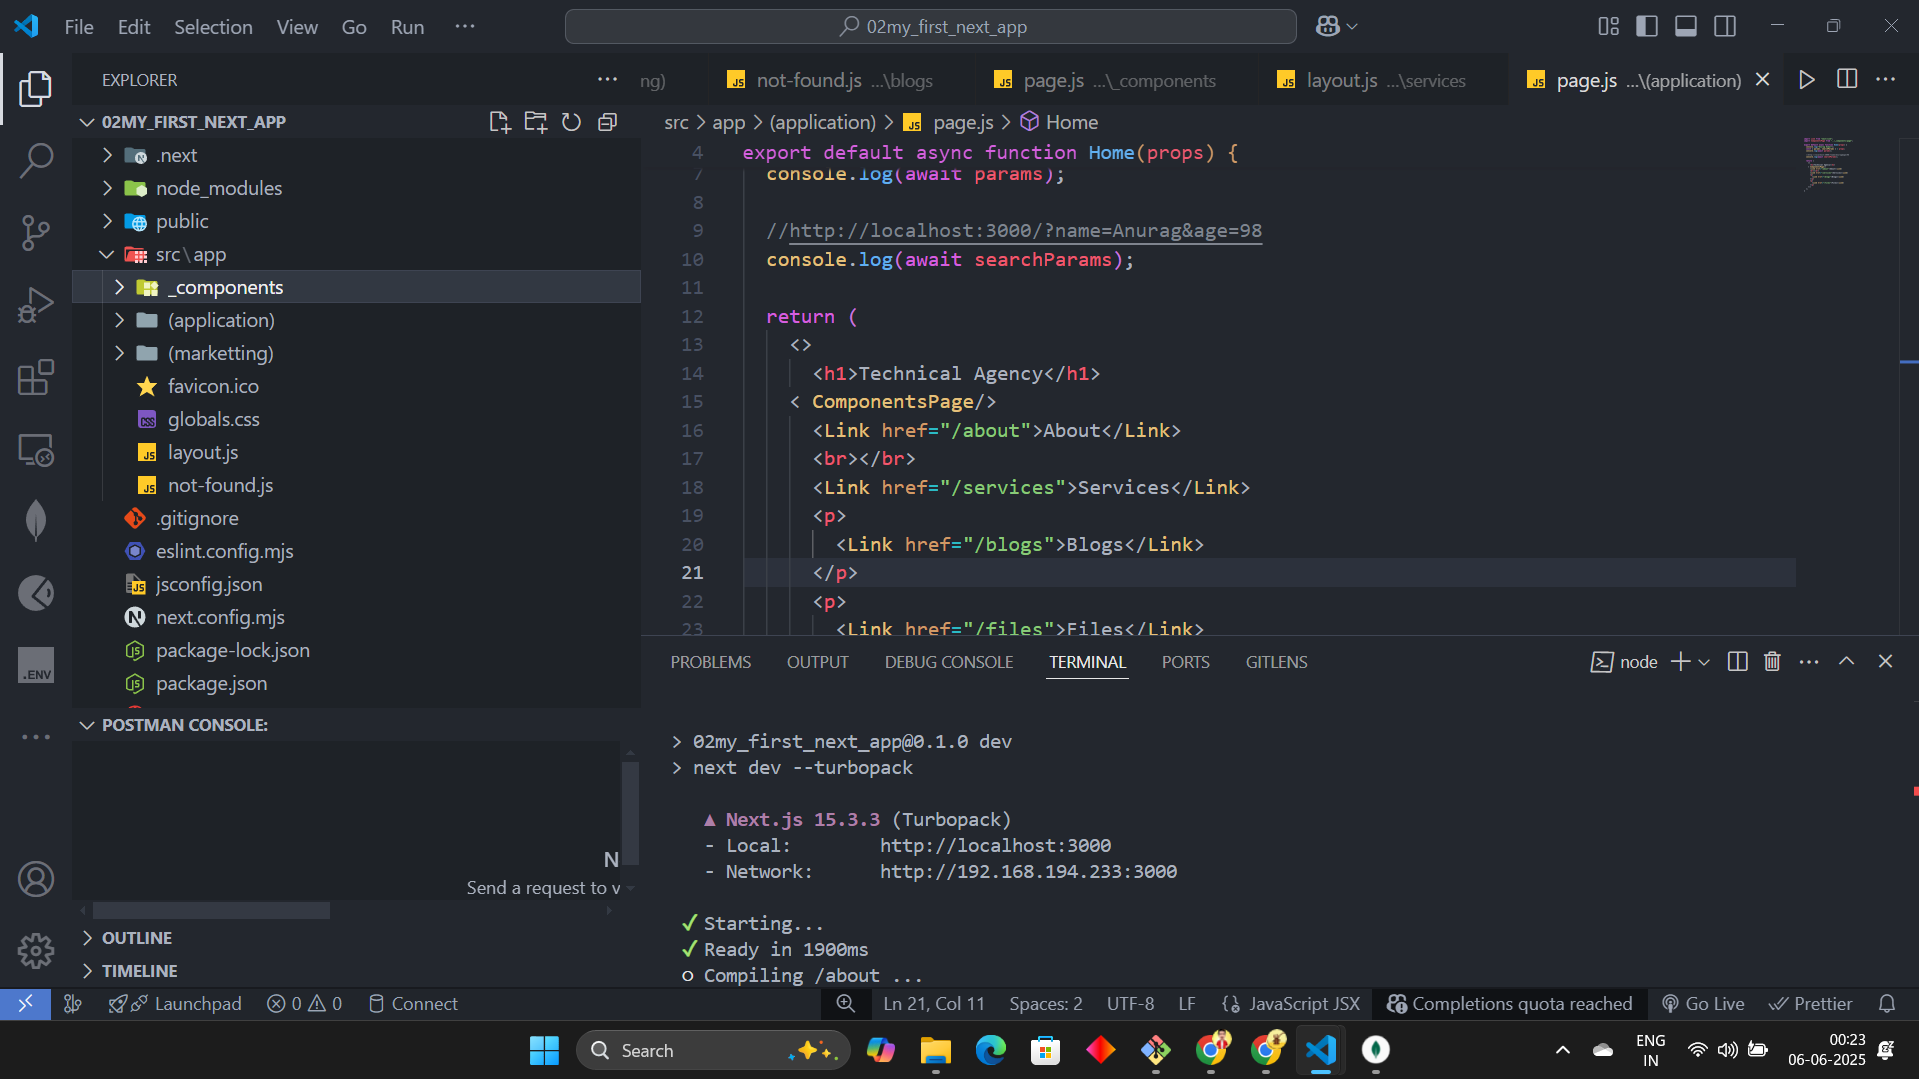 File Edit Selection View Go Run ···
02my_first_next_app
EXPLORER
ng)
not-found.js ...\blogs
page.js ...\_components
layout.js ...\services
page.js ...\(application)
02MY_FIRST_NEXT_APP
.next
node_modules
public
src\app
_components
(application)
(marketting)
favicon.ico
globals.css
layout.js
not-found.js
.gitignore
eslint.config.mjs
jsconfig.json
next.config.mjs
package-lock.json
package.json
POSTMAN CONSOLE:
N
Send a request to v
OUTLINE
TIMELINE
.ENV
src > app > (application) > page.js > Home
4 export default async function Home(props) {
7 console.log(await params);
8
9 //http://localhost:3000/?name=Anurag&age=98
10 console.log(await searchParams);
11
12 return (
13 <>
14 <h1>Technical Agency</h1>
15 < ComponentsPage/>
16 <Link href="/about">About</Link>
17 <br></br>
18 <Link href="/services">Services</Link>
19 <p>
20 <Link href="/blogs">Blogs</Link>
21 </p>
22 <p>
23 <Link href="/files">Files</Link>
PROBLEMS OUTPUT DEBUG CONSOLE TERMINAL PORTS GITLENS
node
> 02my_first_next_app@0.1.0 dev
> next dev --turbopack
▲ Next.js 15.3.3 (Turbopack)
- Local: http://localhost:3000
- Network: http://192.168.194.233:3000
✓ Starting...
✓ Ready in 1900ms
○ Compiling /about ...
Launchpad 0 0 Connect
Ln 21, Col 11 Spaces: 2 UTF-8 LF {} JavaScript JSX Completions quota reached Go Live Prettier
Search
ENG
IN
00:23
06-06-2025